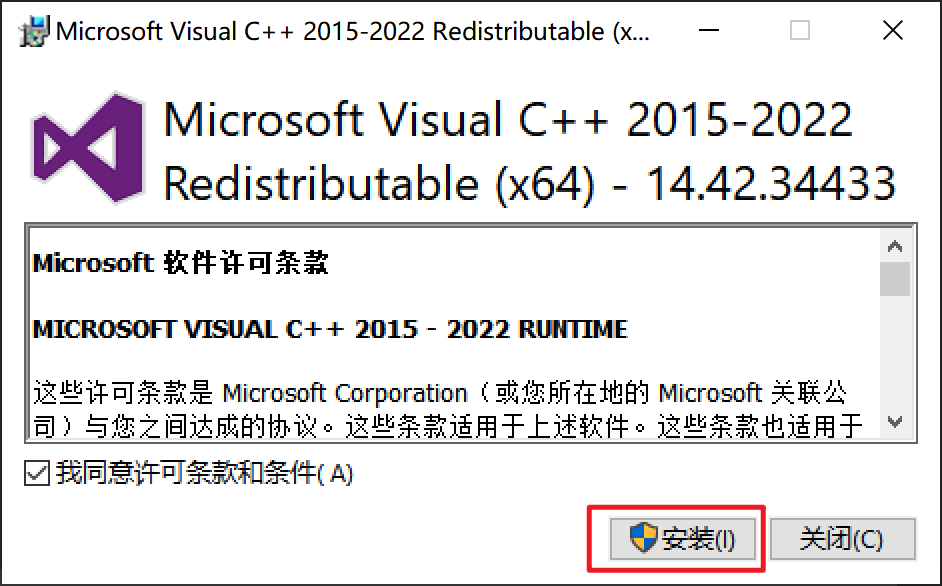 Microsoft Visual C++ 2015-2022 Redistributable (x...
Microsoft Visual C++ 2015-2022
Redistributable (x64) - 14.42.34433
Microsoft 软件许可条款
MICROSOFT VISUAL C++ 2015 - 2022 RUNTIME
这些许可条款是 Microsoft Corporation（或您所在地的 Microsoft 关联公
司）与您之间达成的协议。这些条款适用于上述软件。这些条款也适用于
我同意许可条款和条件( A)
安装(I)
关闭(C)